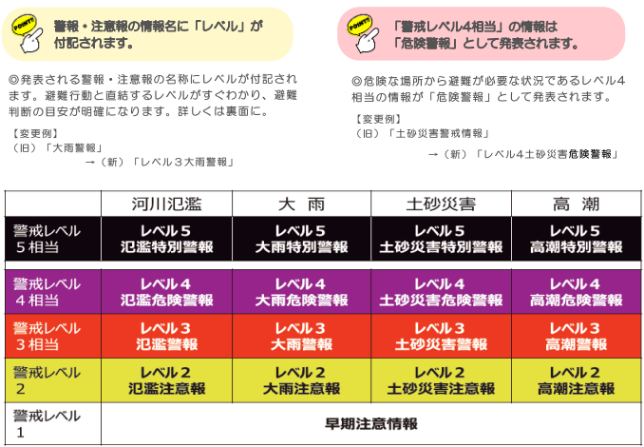 POINT!!
警報・注意報の情報名に「レベル」が
付記されます。
◎発表される警報・注意報の名称にレベルが付記され
ます。避難行動と直結するレベルがすぐわかり、避難
判断の目安が明確になります。詳しくは裏面に。
【変更例】
（旧）「大雨警報」
→（新）「レベル３大雨警報」
POINT!!
「警戒レベル4相当」の情報は
「危険警報」として発表されます。
◎危険な場所から避難が必要な状況であるレベル4
相当の情報が「危険警報」として発表されます。
【変更例】
（旧）「土砂災害警戒情報」
→（新）「レベル4土砂災害危険警報」
河川氾濫 大雨 土砂災害 高潮
警戒レベル レベル５ レベル５ レベル５ レベル５
５相当 氾濫特別警報 大雨特別警報 土砂災害特別警報 高潮特別警報
警戒レベル レベル４ レベル４ レベル４ レベル４
４相当 氾濫危険警報 大雨危険警報 土砂災害危険警報 高潮危険警報
警戒レベル レベル３ レベル３ レベル３ レベル３
３相当 氾濫警報 大雨警報 土砂災害警報 高潮警報
警戒レベル レベル２ レベル２ レベル２ レベル２
2 氾濫注意報 大雨注意報 土砂災害注意報 高潮注意報
警戒レベル 早期注意情報
1